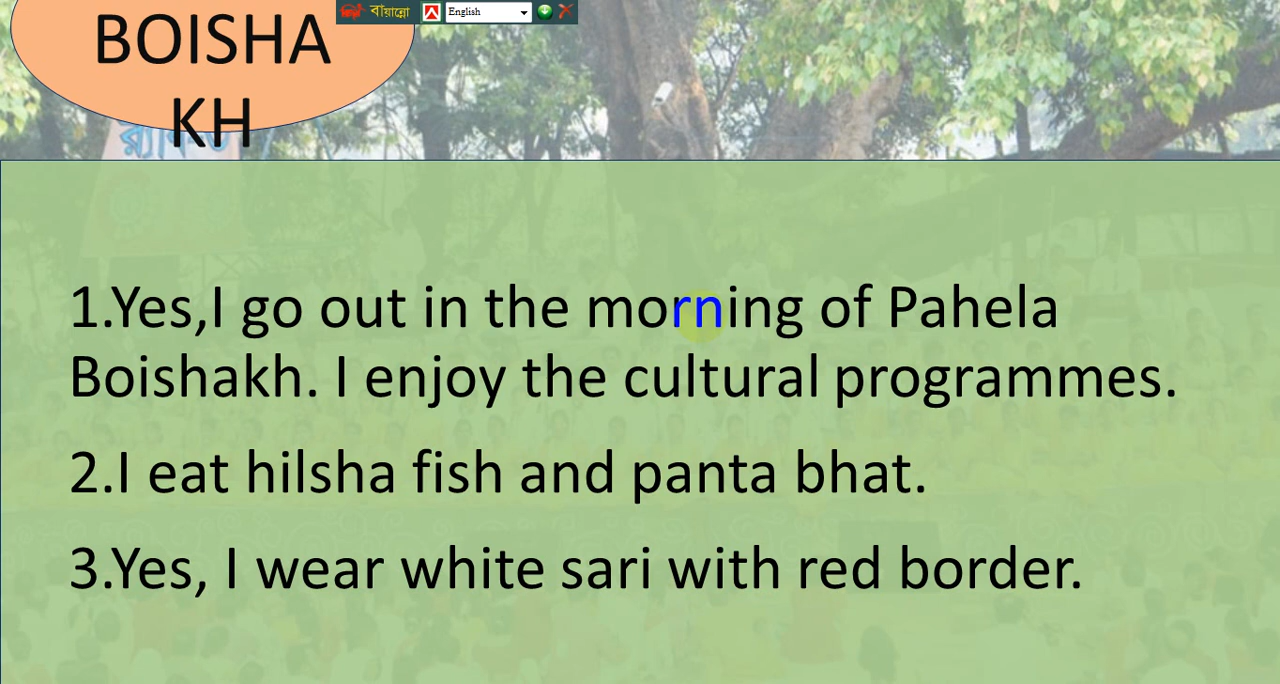 BOISHA
KH
বায়ান্নো English
1.Yes,I go out in the morning of Pahela
Boishakh. I enjoy the cultural programmes.
2.I eat hilsha fish and panta bhat.
3.Yes, I wear white sari with red border.